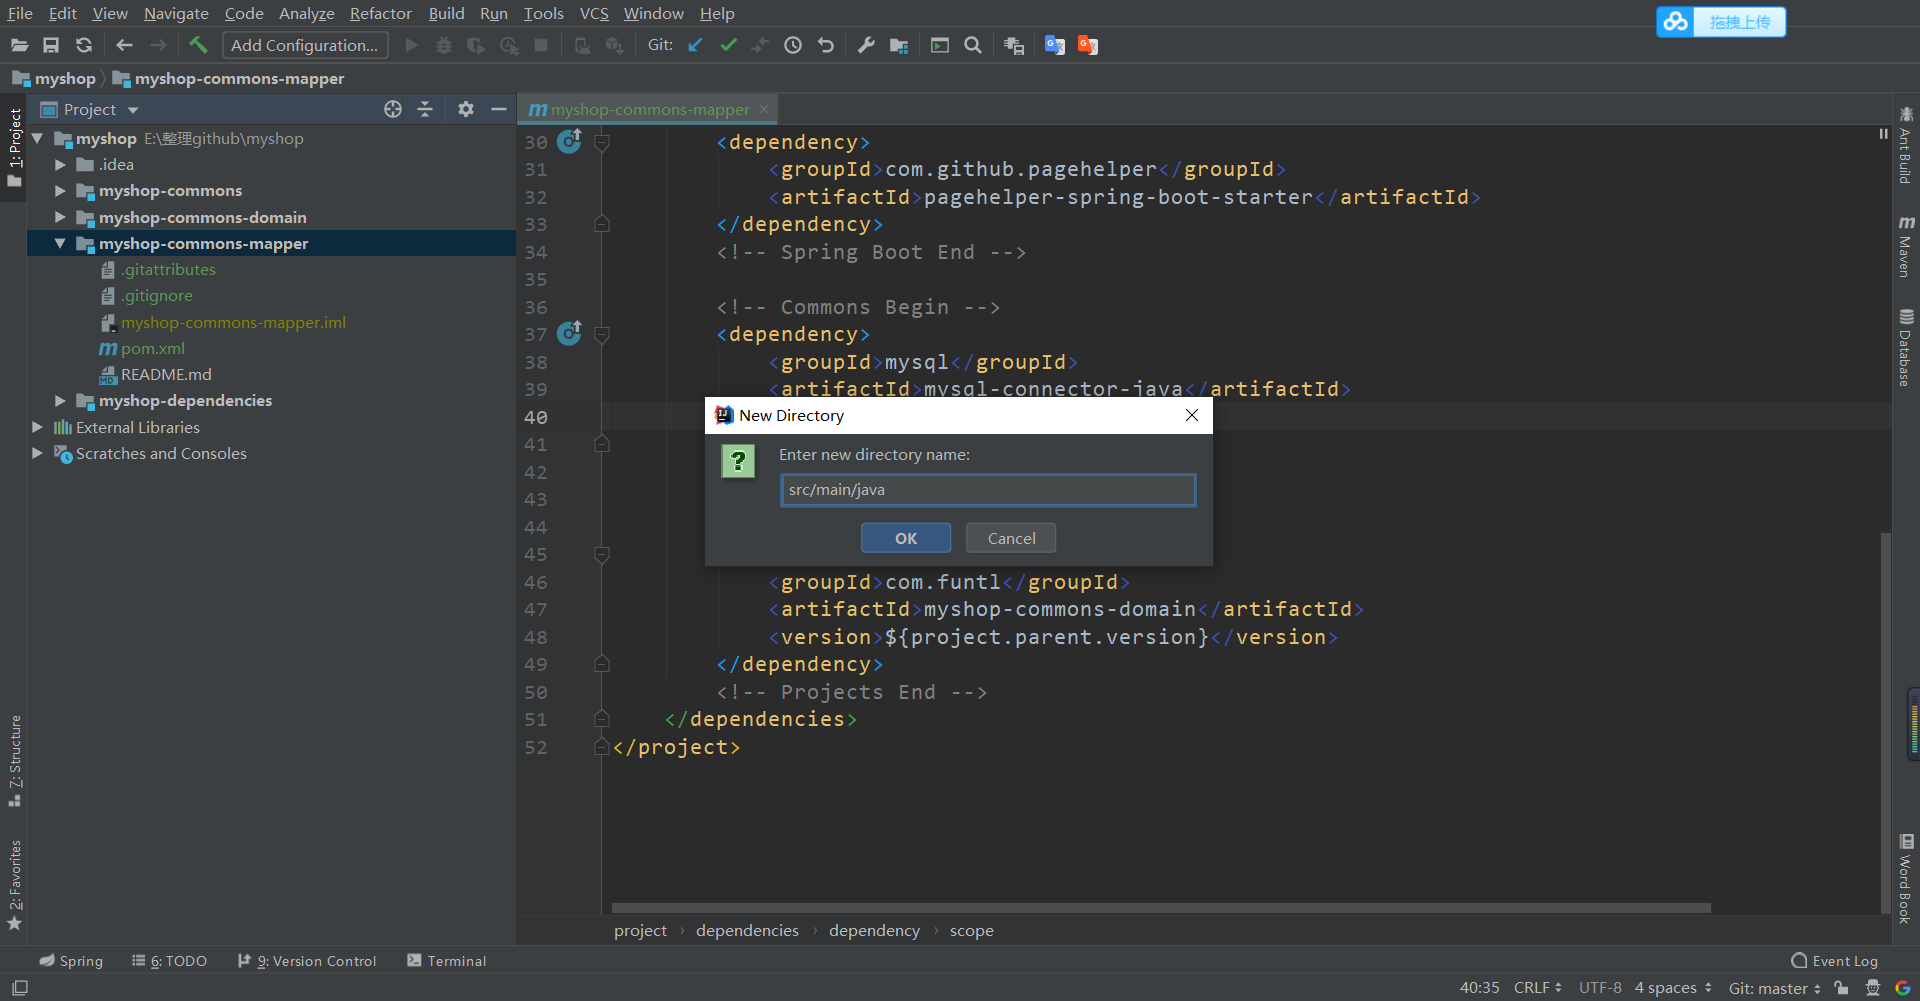 File Edit View Navigate Code Analyze Refactor Build Run Tools VCS Window Help
拖拽上传
Add Configuration...
Git:
myshop
myshop-commons-mapper
Project
myshop-commons-mapper
1: Project
myshop E:\整理github\myshop
.idea
myshop-commons
myshop-commons-domain
myshop-commons-mapper
.gitattributes
.gitignore
myshop-commons-mapper.iml
pom.xml
README.md
myshop-dependencies
External Libraries
Scratches and Consoles
7: Structure
2: Favorites
30 <dependency>
31 <groupId>com.github.pagehelper</groupId>
32 <artifactId>pagehelper-spring-boot-starter</artifactId>
33 </dependency>
34 <!-- Spring Boot End -->
35
36 <!-- Commons Begin -->
37 <dependency>
38 <groupId>mysql</groupId>
39 <artifactId>mysql-connector-java</artifactId>
40
41
42
43
44
45
46 <groupId>com.funtl</groupId>
47 <artifactId>myshop-commons-domain</artifactId>
48 <version>${project.parent.version}</version>
49 </dependency>
50 <!-- Projects End -->
51 </dependencies>
52 </project>
New Directory
Enter new directory name:
src/main/java
OK
Cancel
Ant Build
Maven
Database
Word Book
project › dependencies › dependency › scope
Spring
6: TODO
9: Version Control
Terminal
Event Log
40:35 CRLF UTF-8 4 spaces Git: master